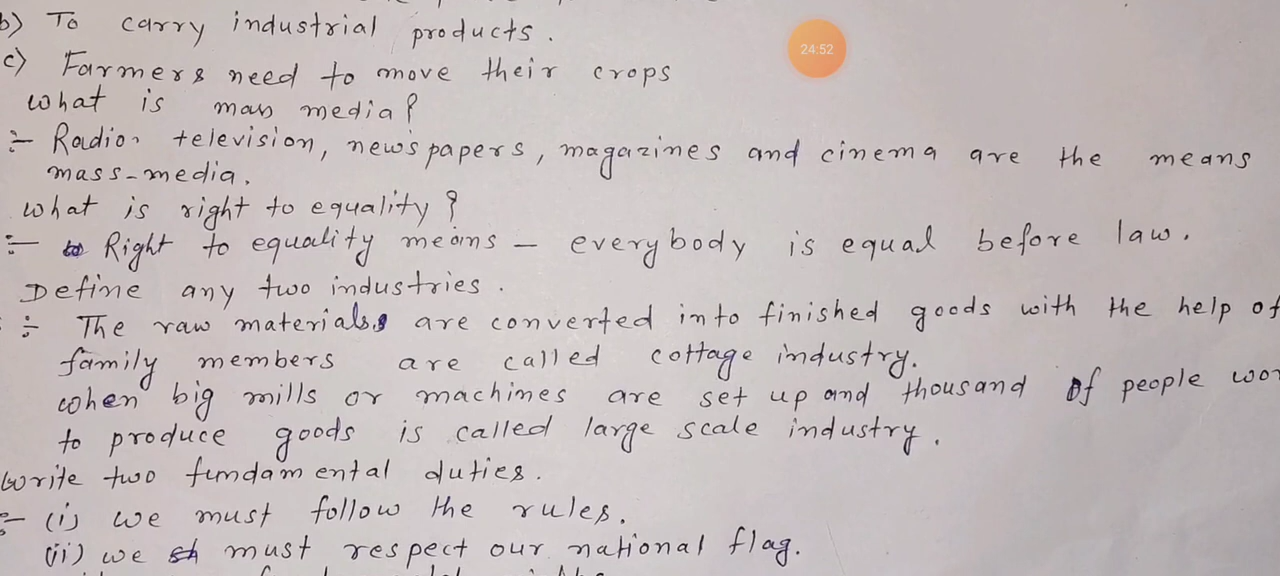 b) To carry industrial products.
24:52
c) Farmers need to move their crops
What is mass media?
:- Radio, television, newspapers, magazines and cinema are the means
mass-media.
What is right to equality?
:- Right to equality means - everybody is equal before law.
Define any two industries.
:- The raw materials are converted into finished goods with the help of
family members are called cottage industry.
when big mills or machines are set up and thousand of people wor
to produce goods is called large scale industry.
Write two fundamental duties.
:- (i) we must follow the rules.
(ii) we must respect our national flag.